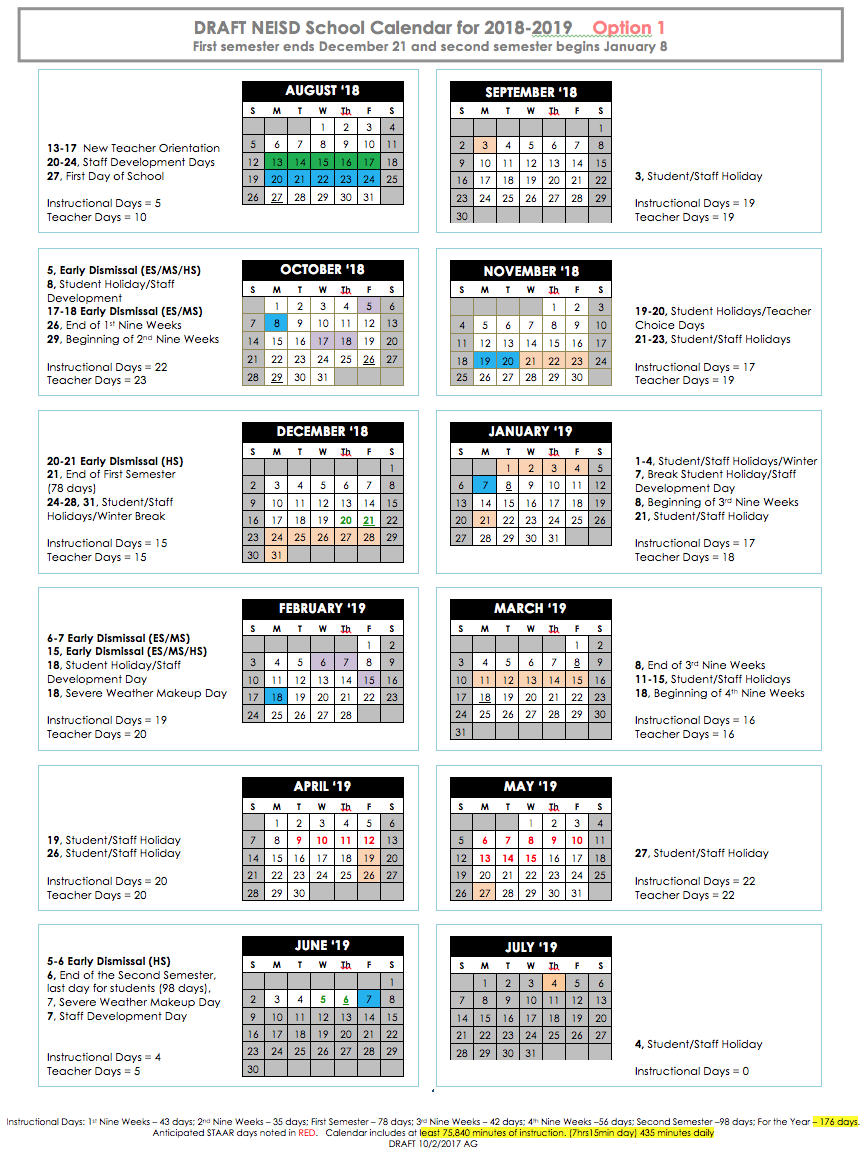 DRAFT NEISD School Calendar for 2018-2019 Option 1
First semester ends December 21 and second semester begins January 8
13-17 New Teacher Orientation
20-24, Staff Development Days
27, First Day of School
Instructional Days = 5
Teacher Days = 10
AUGUST ‘18
S M T W Th F S
1 2 3 4
5 6 7 8 9 10 11
12 13 14 15 16 17 18
19 20 21 22 23 24 25
26 27 28 29 30 31
SEPTEMBER ‘18
S M T W Th F S
1
2 3 4 5 6 7 8
9 10 11 12 13 14 15
16 17 18 19 20 21 22
23 24 25 26 27 28 29
30
3, Student/Staff Holiday
Instructional Days = 19
Teacher Days = 19
5, Early Dismissal (ES/MS/HS)
8, Student Holiday/Staff
Development
17-18 Early Dismissal (ES/MS)
26, End of 1st Nine Weeks
29, Beginning of 2nd Nine Weeks
Instructional Days = 22
Teacher Days = 23
OCTOBER ‘18
S M T W Th F S
1 2 3 4 5 6
7 8 9 10 11 12 13
14 15 16 17 18 19 20
21 22 23 24 25 26 27
28 29 30 31
NOVEMBER ‘18
S M T W Th F S
1 2 3
4 5 6 7 8 9 10
11 12 13 14 15 16 17
18 19 20 21 22 23 24
25 26 27 28 29 30
19-20, Student Holidays/Teacher
Choice Days
21-23, Student/Staff Holidays
Instructional Days = 17
Teacher Days = 19
20-21 Early Dismissal (HS)
21, End of First Semester
(78 days)
24-28, 31, Student/Staff
Holidays/Winter Break
Instructional Days = 15
Teacher Days = 15
DECEMBER ‘18
S M T W Th F S
1
2 3 4 5 6 7 8
9 10 11 12 13 14 15
16 17 18 19 20 21 22
23 24 25 26 27 28 29
30 31
JANUARY ‘19
S M T W Th F S
1 2 3 4 5
6 7 8 9 10 11 12
13 14 15 16 17 18 19
20 21 22 23 24 25 26
27 28 29 30 31
1-4, Student/Staff Holidays/Winter
7, Break Student Holiday/Staff
Development Day
8, Beginning of 3rd Nine Weeks
21, Student/Staff Holiday
Instructional Days = 17
Teacher Days = 18
6-7 Early Dismissal (ES/MS)
15, Early Dismissal (ES/MS/HS)
18, Student Holiday/Staff
Development Day
18, Severe Weather Makeup Day
Instructional Days = 19
Teacher Days = 20
FEBRUARY ‘19
S M T W Th F S
1 2
3 4 5 6 7 8 9
10 11 12 13 14 15 16
17 18 19 20 21 22 23
24 25 26 27 28
MARCH ‘19
S M T W Th F S
1 2
3 4 5 6 7 8 9
10 11 12 13 14 15 16
17 18 19 20 21 22 23
24 25 26 27 28 29 30
31
8, End of 3rd Nine Weeks
11-15, Student/Staff Holidays
18, Beginning of 4th Nine Weeks
Instructional Days = 16
Teacher Days = 16
19, Student/Staff Holiday
26, Student/Staff Holiday
Instructional Days = 20
Teacher Days = 20
APRIL ‘19
S M T W Th F S
1 2 3 4 5 6
7 8 9 10 11 12 13
14 15 16 17 18 19 20
21 22 23 24 25 26 27
28 29 30
MAY ‘19
S M T W Th F S
1 2 3 4
5 6 7 8 9 10 11
12 13 14 15 16 17 18
19 20 21 22 23 24 25
26 27 28 29 30 31
27, Student/Staff Holiday
Instructional Days = 22
Teacher Days = 22
5-6 Early Dismissal (HS)
6, End of the Second Semester,
last day for students (98 days),
7, Severe Weather Makeup Day
7, Staff Development Day
Instructional Days = 4
Teacher Days = 5
JUNE ‘19
S M T W Th F S
1
2 3 4 5 6 7 8
9 10 11 12 13 14 15
16 17 18 19 20 21 22
23 24 25 26 27 28 29
30
JULY ‘19
S M T W Th F S
1 2 3 4 5 6
7 8 9 10 11 12 13
14 15 16 17 18 19 20
21 22 23 24 25 26 27
28 29 30 31
4, Student/Staff Holiday
Instructional Days = 0
Instructional Days: 1st Nine Weeks – 43 days; 2nd Nine Weeks – 35 days; First Semester – 78 days; 3rd Nine Weeks – 42 days; 4th Nine Weeks –56 days; Second Semester –98 days; For the Year – 176 days.
Anticipated STAAR days noted in RED. Calendar includes at least 75,840 minutes of instruction. (7hrs15min day) 435 minutes daily
DRAFT 10/2/2017 AG